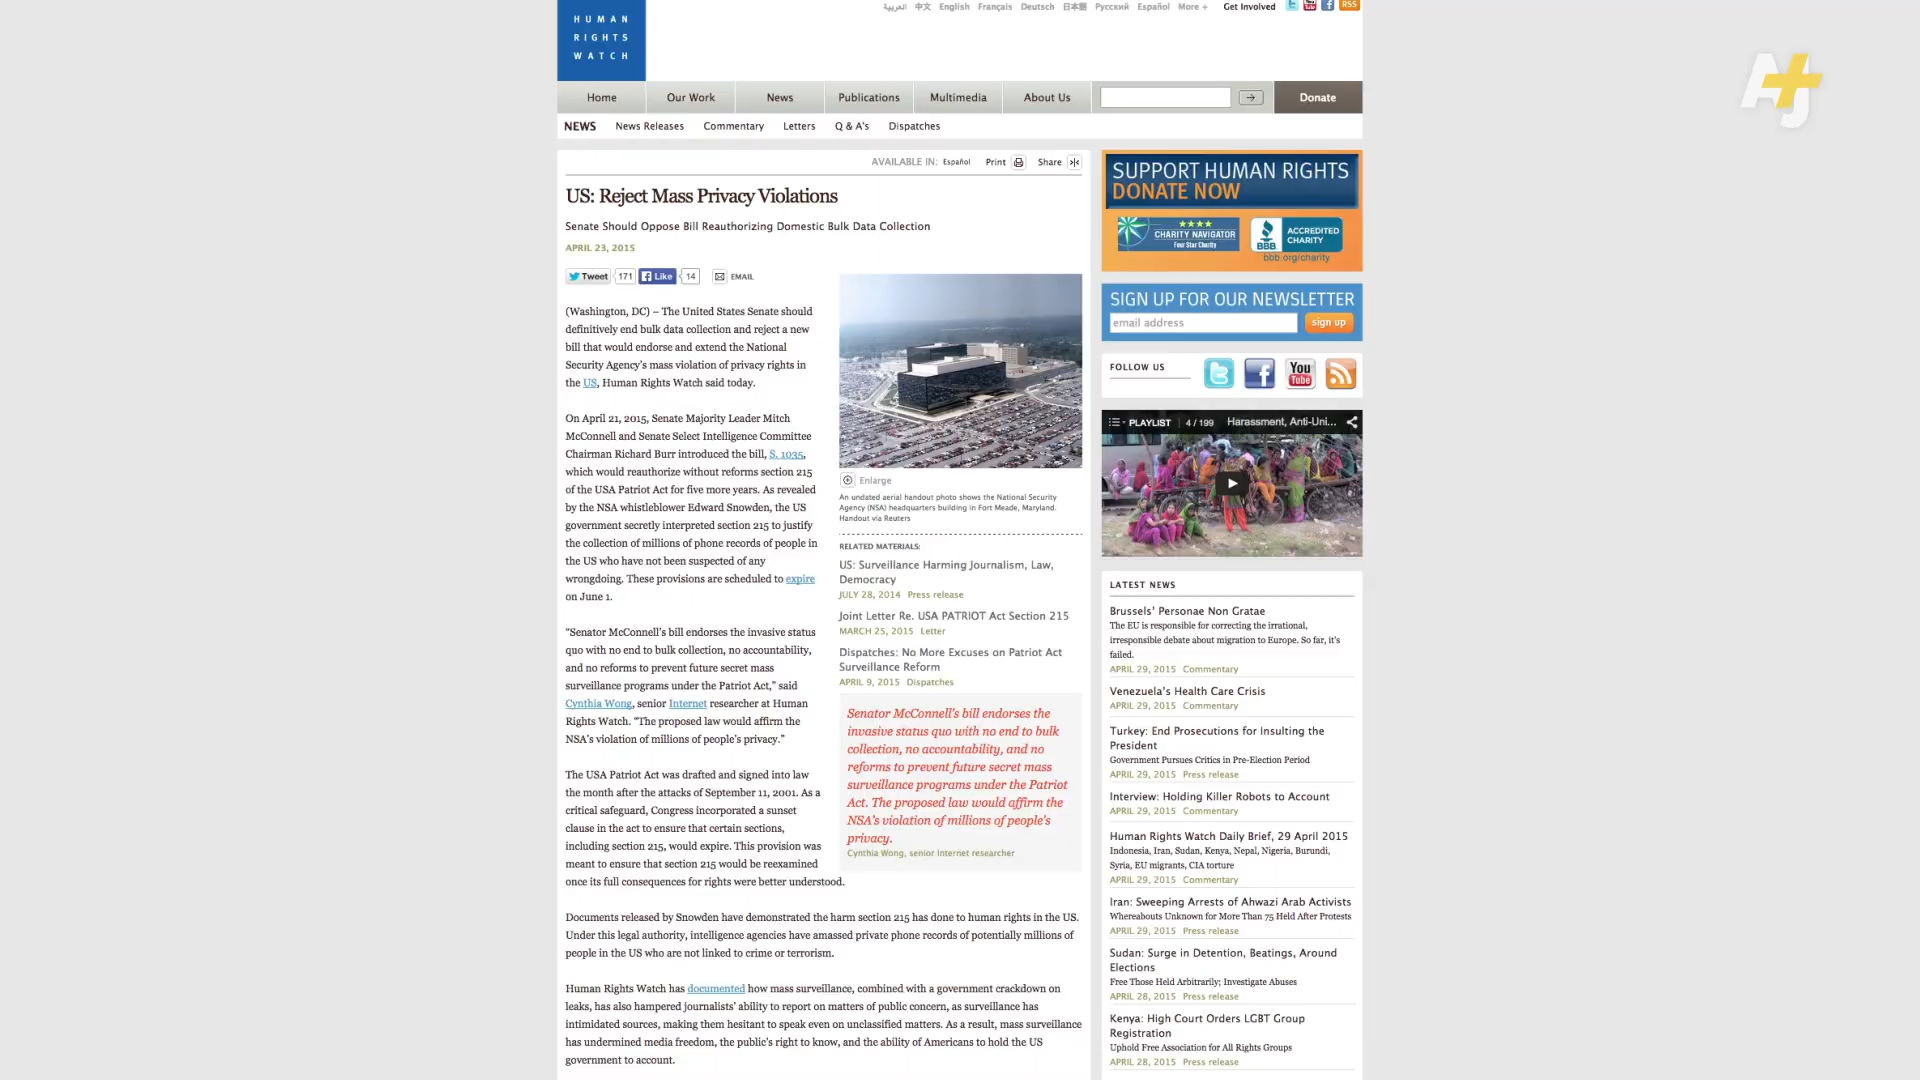 HUMAN
RIGHTS
WATCH
العربية 中文 English Français Deutsch 日本語 Русский Español More + Get Involved RSS
AJ+
Home Our Work News Publications Multimedia About Us Donate
NEWS News Releases Commentary Letters Q & A's Dispatches
AVAILABLE IN: Español Print Share
US: Reject Mass Privacy Violations
Senate Should Oppose Bill Reauthorizing Domestic Bulk Data Collection
APRIL 23, 2015
Tweet 171 Like 14 EMAIL
(Washington, DC) – The United States Senate should
definitively end bulk data collection and reject a new
bill that would endorse and extend the National
Security Agency's mass violation of privacy rights in
the US, Human Rights Watch said today.
On April 21, 2015, Senate Majority Leader Mitch
McConnell and Senate Select Intelligence Committee
Chairman Richard Burr introduced the bill, S. 1035,
which would reauthorize without reforms section 215
of the USA Patriot Act for five more years. As revealed
by the NSA whistleblower Edward Snowden, the US
government secretly interpreted section 215 to justify
the collection of millions of phone records of people in
the US who have not been suspected of any
wrongdoing. These provisions are scheduled to expire
on June 1.
“Senator McConnell’s bill endorses the invasive status
quo with no end to bulk collection, no accountability,
and no reforms to prevent future secret mass
surveillance programs under the Patriot Act,” said
Cynthia Wong, senior Internet researcher at Human
Rights Watch. “The proposed law would affirm the
NSA’s violation of millions of people’s privacy.”
The USA Patriot Act was drafted and signed into law
the month after the attacks of September 11, 2001. As a
critical safeguard, Congress incorporated a sunset
clause in the act to ensure that certain sections,
including section 215, would expire. This provision was
meant to ensure that section 215 would be reexamined
once its full consequences for rights were better understood.
Documents released by Snowden have demonstrated the harm section 215 has done to human rights in the US.
Under this legal authority, intelligence agencies have amassed private phone records of potentially millions of
people in the US who are not linked to crime or terrorism.
Human Rights Watch has documented how mass surveillance, combined with a government crackdown on
leaks, has also hampered journalists’ ability to report on matters of public concern, as surveillance has
intimidated sources, making them hesitant to speak even on unclassified matters. As a result, mass surveillance
has undermined media freedom, the public’s right to know, and the ability of Americans to hold the US
government to account.
Enlarge
An undated aerial handout photo shows the National Security
Agency (NSA) headquarters building in Fort Meade, Maryland.
Handout via Reuters
RELATED MATERIALS:
US: Surveillance Harming Journalism, Law,
Democracy
JULY 28, 2014 Press release
Joint Letter Re. USA PATRIOT Act Section 215
MARCH 25, 2015 Letter
Dispatches: No More Excuses on Patriot Act
Surveillance Reform
APRIL 9, 2015 Dispatches
Senator McConnell’s bill endorses the
invasive status quo with no end to bulk
collection, no accountability, and no
reforms to prevent future secret mass
surveillance programs under the Patriot
Act. The proposed law would affirm the
NSA’s violation of millions of people’s
privacy.
Cynthia Wong, senior Internet researcher
SUPPORT HUMAN RIGHTS
DONATE NOW
CHARITY NAVIGATOR
Four Star Charity
BBB
ACCREDITED
CHARITY
bbb.org/charity
SIGN UP FOR OUR NEWSLETTER
email address sign up
FOLLOW US
You
Tube
PLAYLIST 4 / 199 Harassment, Anti-Uni...
LATEST NEWS
Brussels’ Personae Non Gratae
The EU is responsible for correcting the irrational,
irresponsible debate about migration to Europe. So far, it’s
failed.
APRIL 29, 2015 Commentary
Venezuela’s Health Care Crisis
APRIL 29, 2015 Commentary
Turkey: End Prosecutions for Insulting the
President
Government Pursues Critics in Pre-Election Period
APRIL 29, 2015 Press release
Interview: Holding Killer Robots to Account
APRIL 29, 2015 Commentary
Human Rights Watch Daily Brief, 29 April 2015
Indonesia, Iran, Sudan, Kenya, Nepal, Nigeria, Burundi,
Syria, EU migrants, CIA torture
APRIL 29, 2015 Commentary
Iran: Sweeping Arrests of Ahwazi Arab Activists
Whereabouts Unknown for More Than 75 Held After Protests
APRIL 29, 2015 Press release
Sudan: Surge in Detention, Beatings, Around
Elections
Free Those Held Arbitrarily; Investigate Abuses
APRIL 28, 2015 Press release
Kenya: High Court Orders LGBT Group
Registration
Uphold Free Association for All Rights Groups
APRIL 28, 2015 Press release